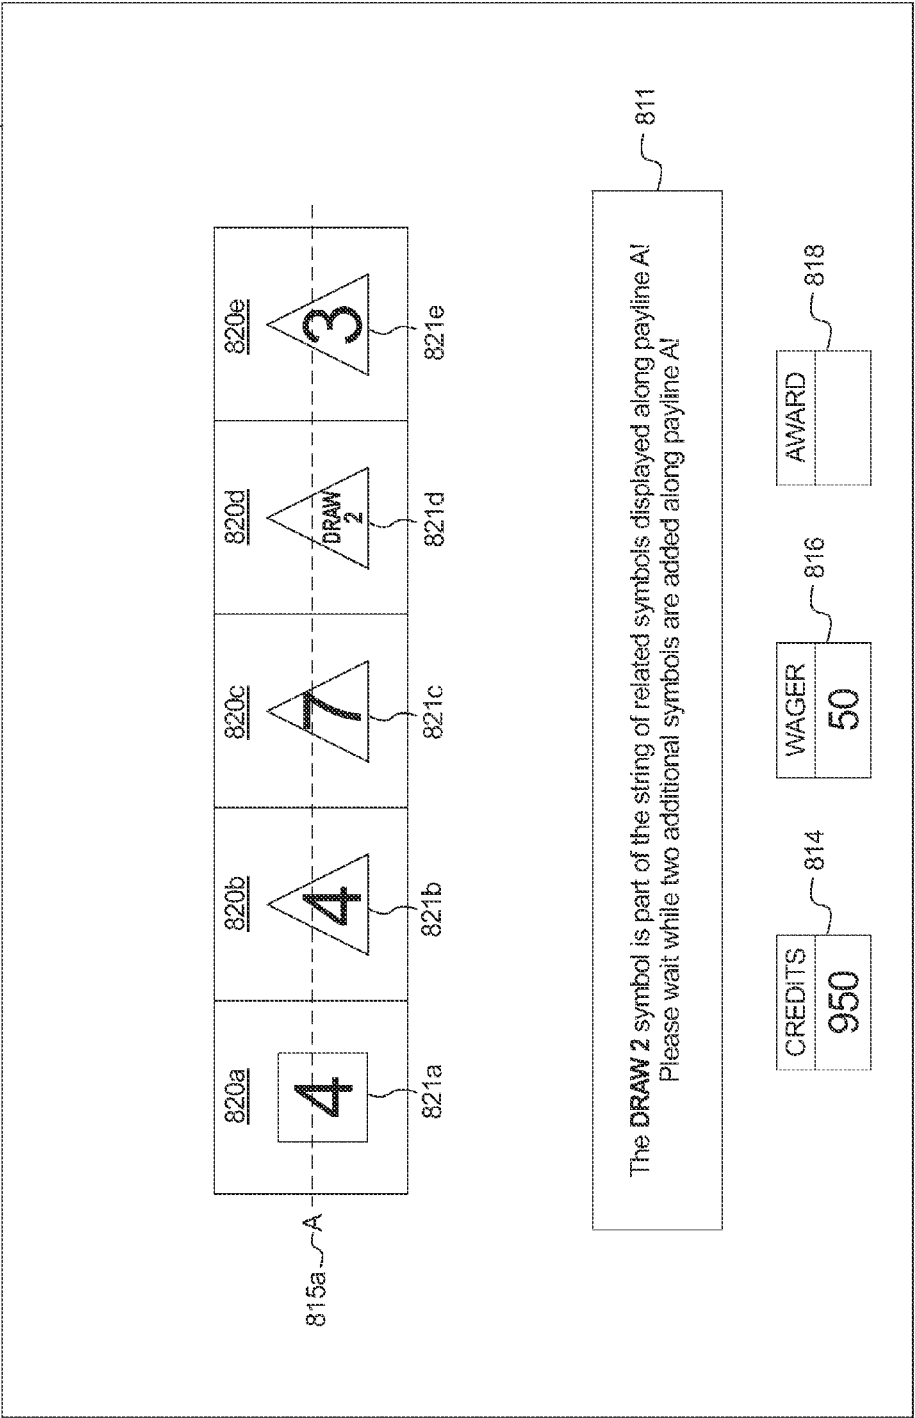 820a 820b 820c 820d 820e
815a A
4 4 7 DRAW 3
2
821a 821b 821c 821d 821e
811
The DRAW 2 symbol is part of the string of related symbols displayed along payline A!
Please wait while two additional symbols are added along payline A!
814 816 818
CREDITS WAGER AWARD
950 50